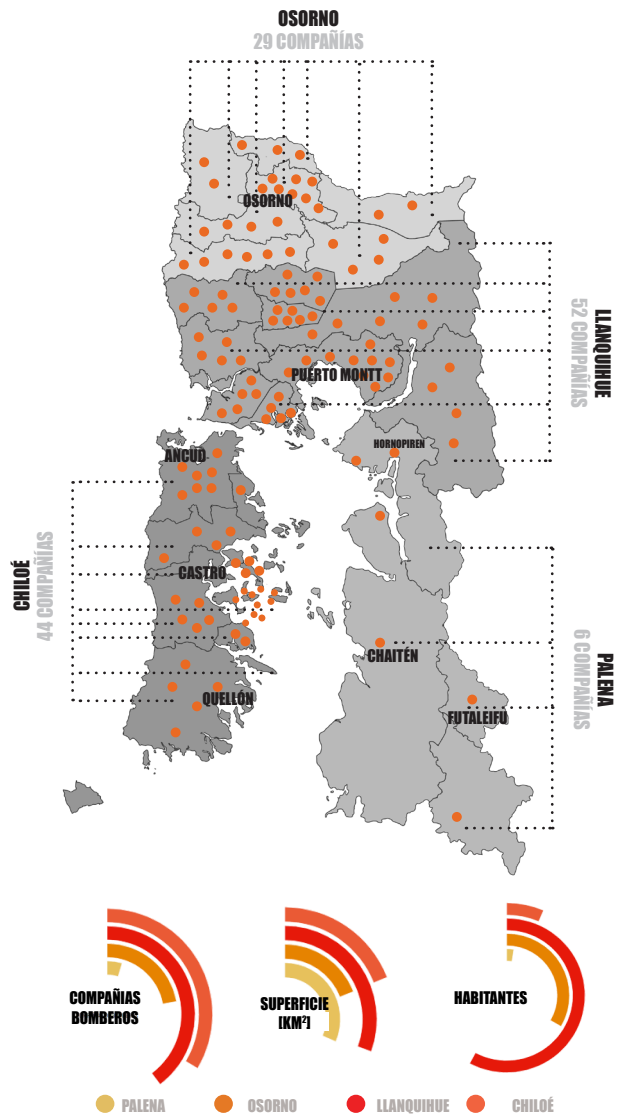 OSORNO
29 COMPAÑÍAS
OSORNO
LLANQUIHUE
52 COMPAÑÍAS
PUERTO MONTT
HORNOPIREN
ANCUD
CHILOÉ
44 COMPAÑÍAS
CASTRO
PALENA
6 COMPAÑÍAS
CHAITÉN
QUELLÓN
FUTALEIFU
COMPAÑIAS
BOMBEROS
SUPERFICIE
[KM²]
HABITANTES
PALENA
OSORNO
LLANQUIHUE
CHILOÉ